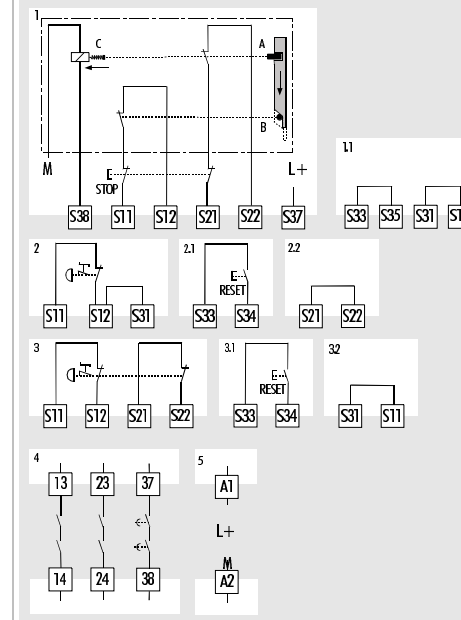 1
C
A
B
M
STOP
L+
S38 S11 S12 S21 S22 S37
1.1
S33 S35 S31
2
S11 S12 S31
2.1
RESET
S33 S34
2.2
S21 S22
3
S11 S12 S21 S22
3.1
RESET
S33 S34
3.2
S31 S11
4
13 23 37
14 24 38
5
A1
L+
M
A2